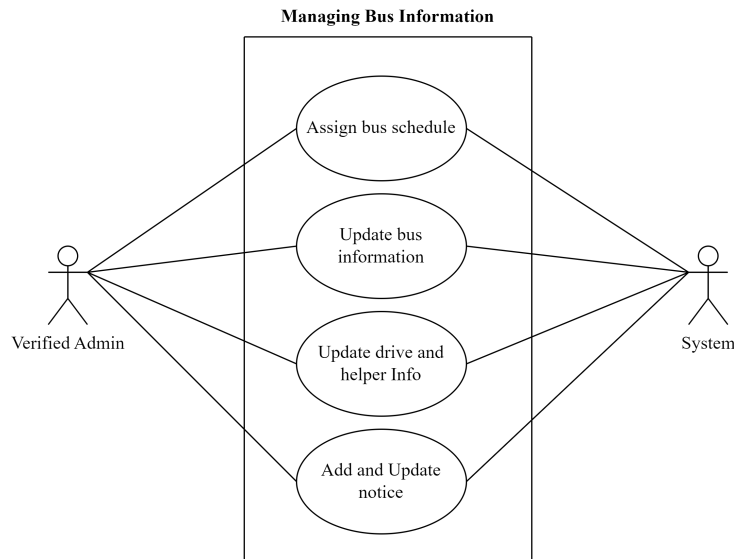 Managing Bus Information
Assign bus schedule
Update bus
information
Verified Admin
System
Update drive and
helper Info
Add and Update
notice